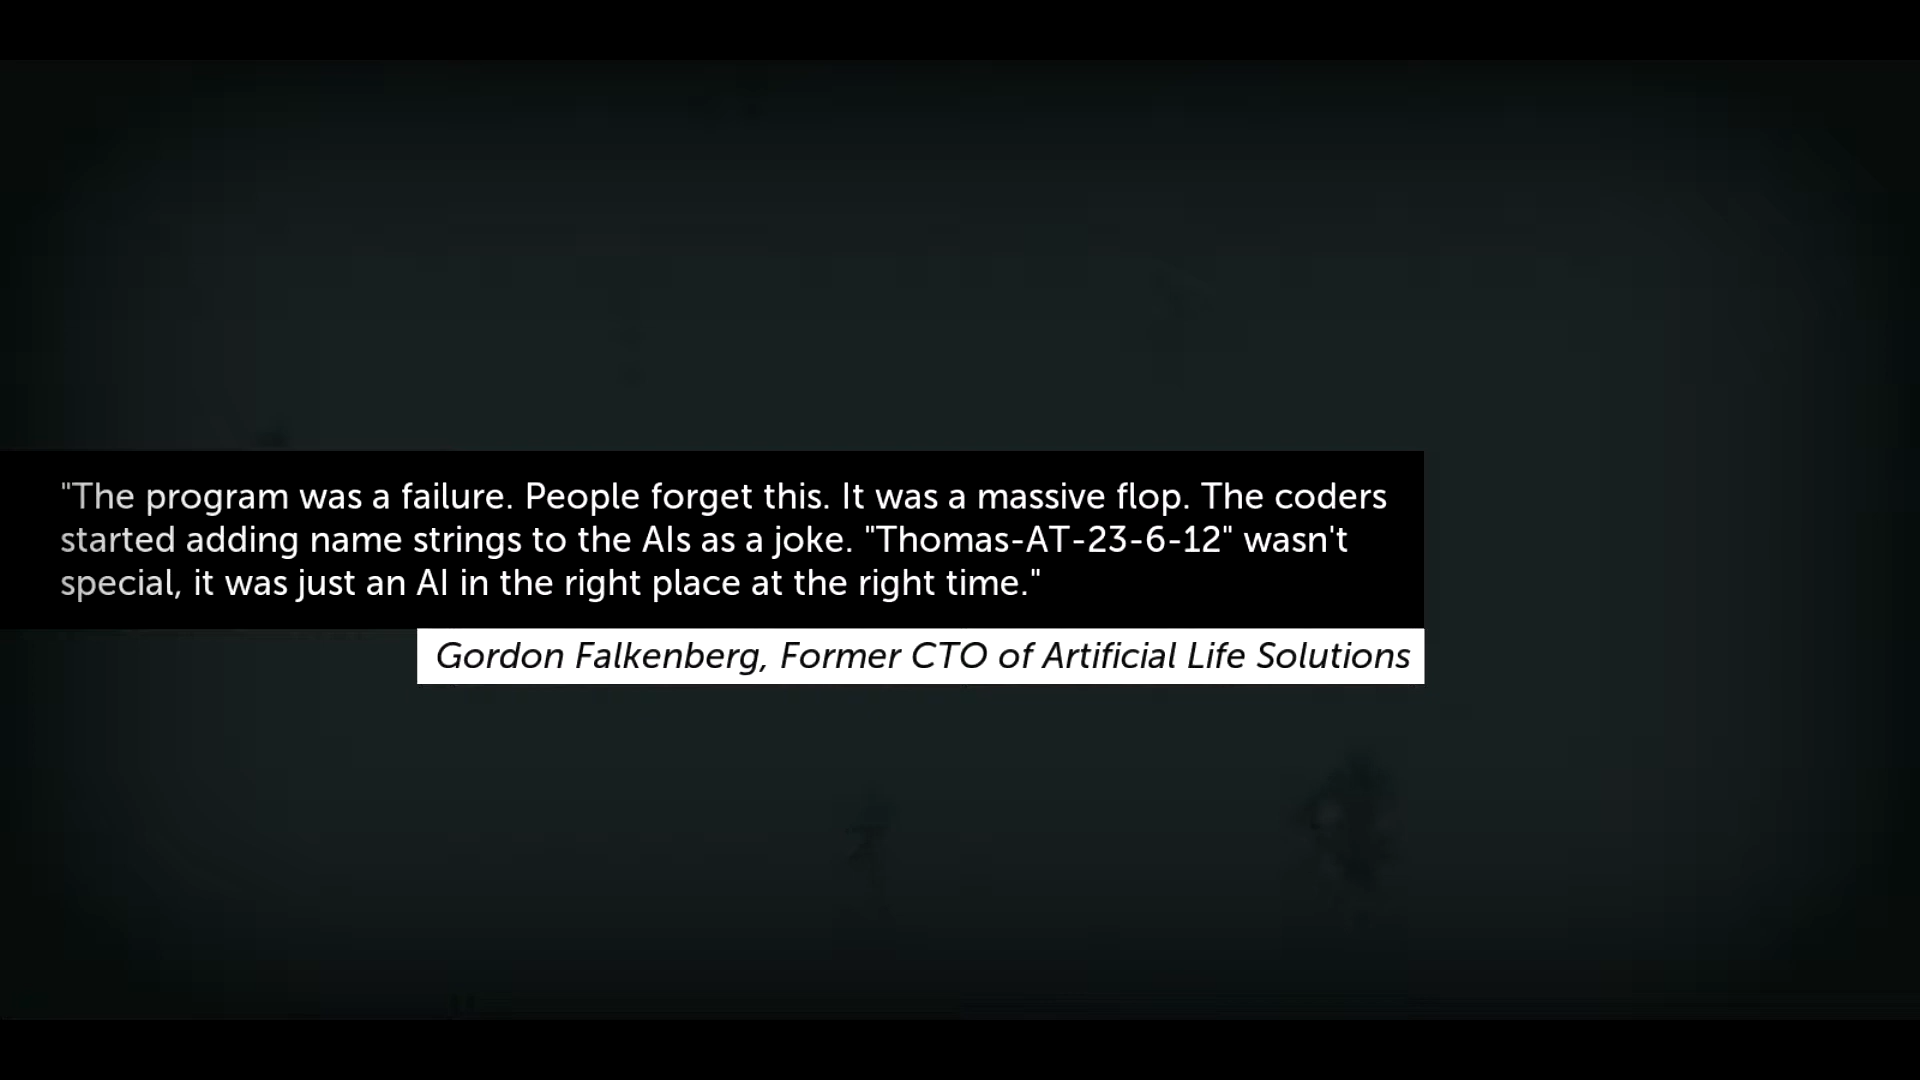 "The program was a failure. People forget this. It was a massive flop. The coders
started adding name strings to the AIs as a joke. "Thomas-AT-23-6-12" wasn't
special, it was just an AI in the right place at the right time."
Gordon Falkenberg, Former CTO of Artificial Life Solutions